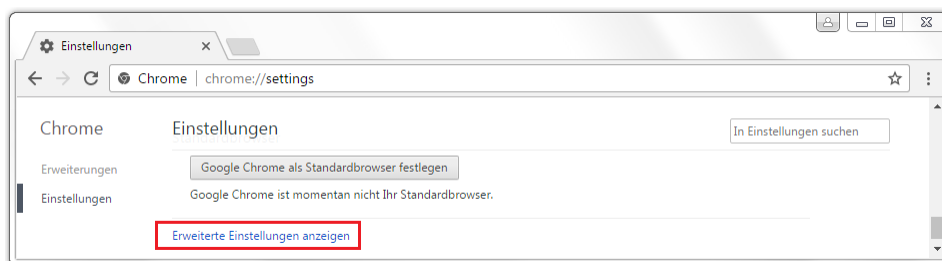 Einstellungen
Chrome | chrome://settings
Chrome
Einstellungen
In Einstellungen suchen
Erweiterungen
Google Chrome als Standardbrowser festlegen
Einstellungen
Google Chrome ist momentan nicht Ihr Standardbrowser.
Erweiterte Einstellungen anzeigen